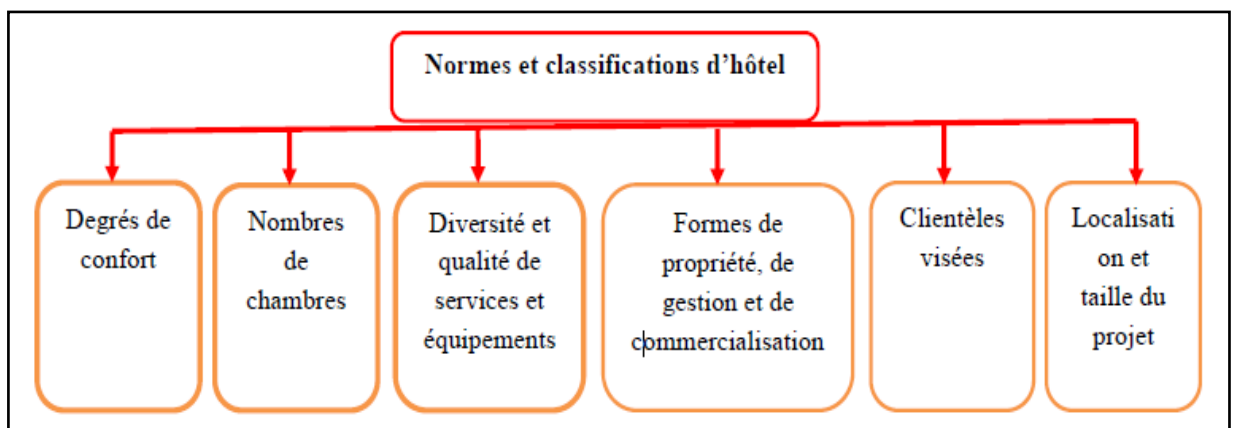 Normes et classifications d’hôtel
Degrés de
confort
Nombres
de
chambres
Diversité et
qualité de
services et
équipements
Formes de
propriété, de
gestion et de
commercialisation
Clientèles
visées
Localisati
on et
taille du
projet